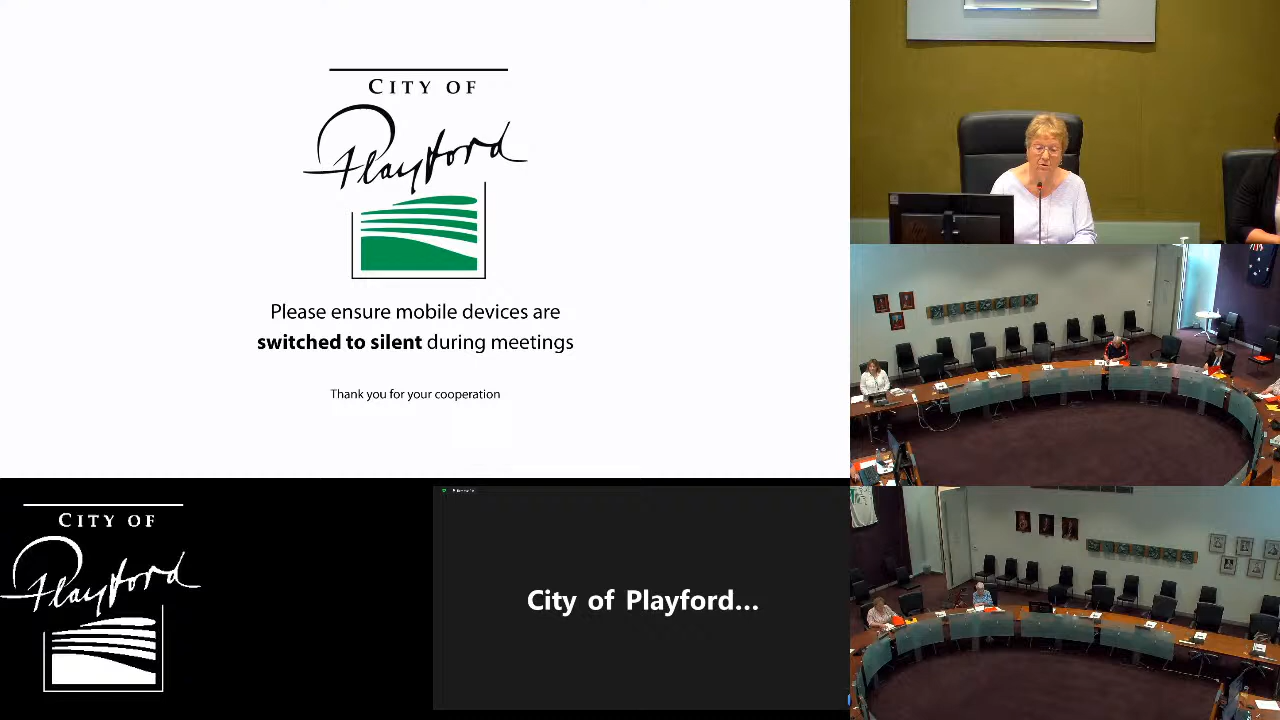 CITY OF
Playford
Please ensure mobile devices are
switched to silent during meetings
Thank you for your cooperation
CITY OF
Playford
City of Playford...